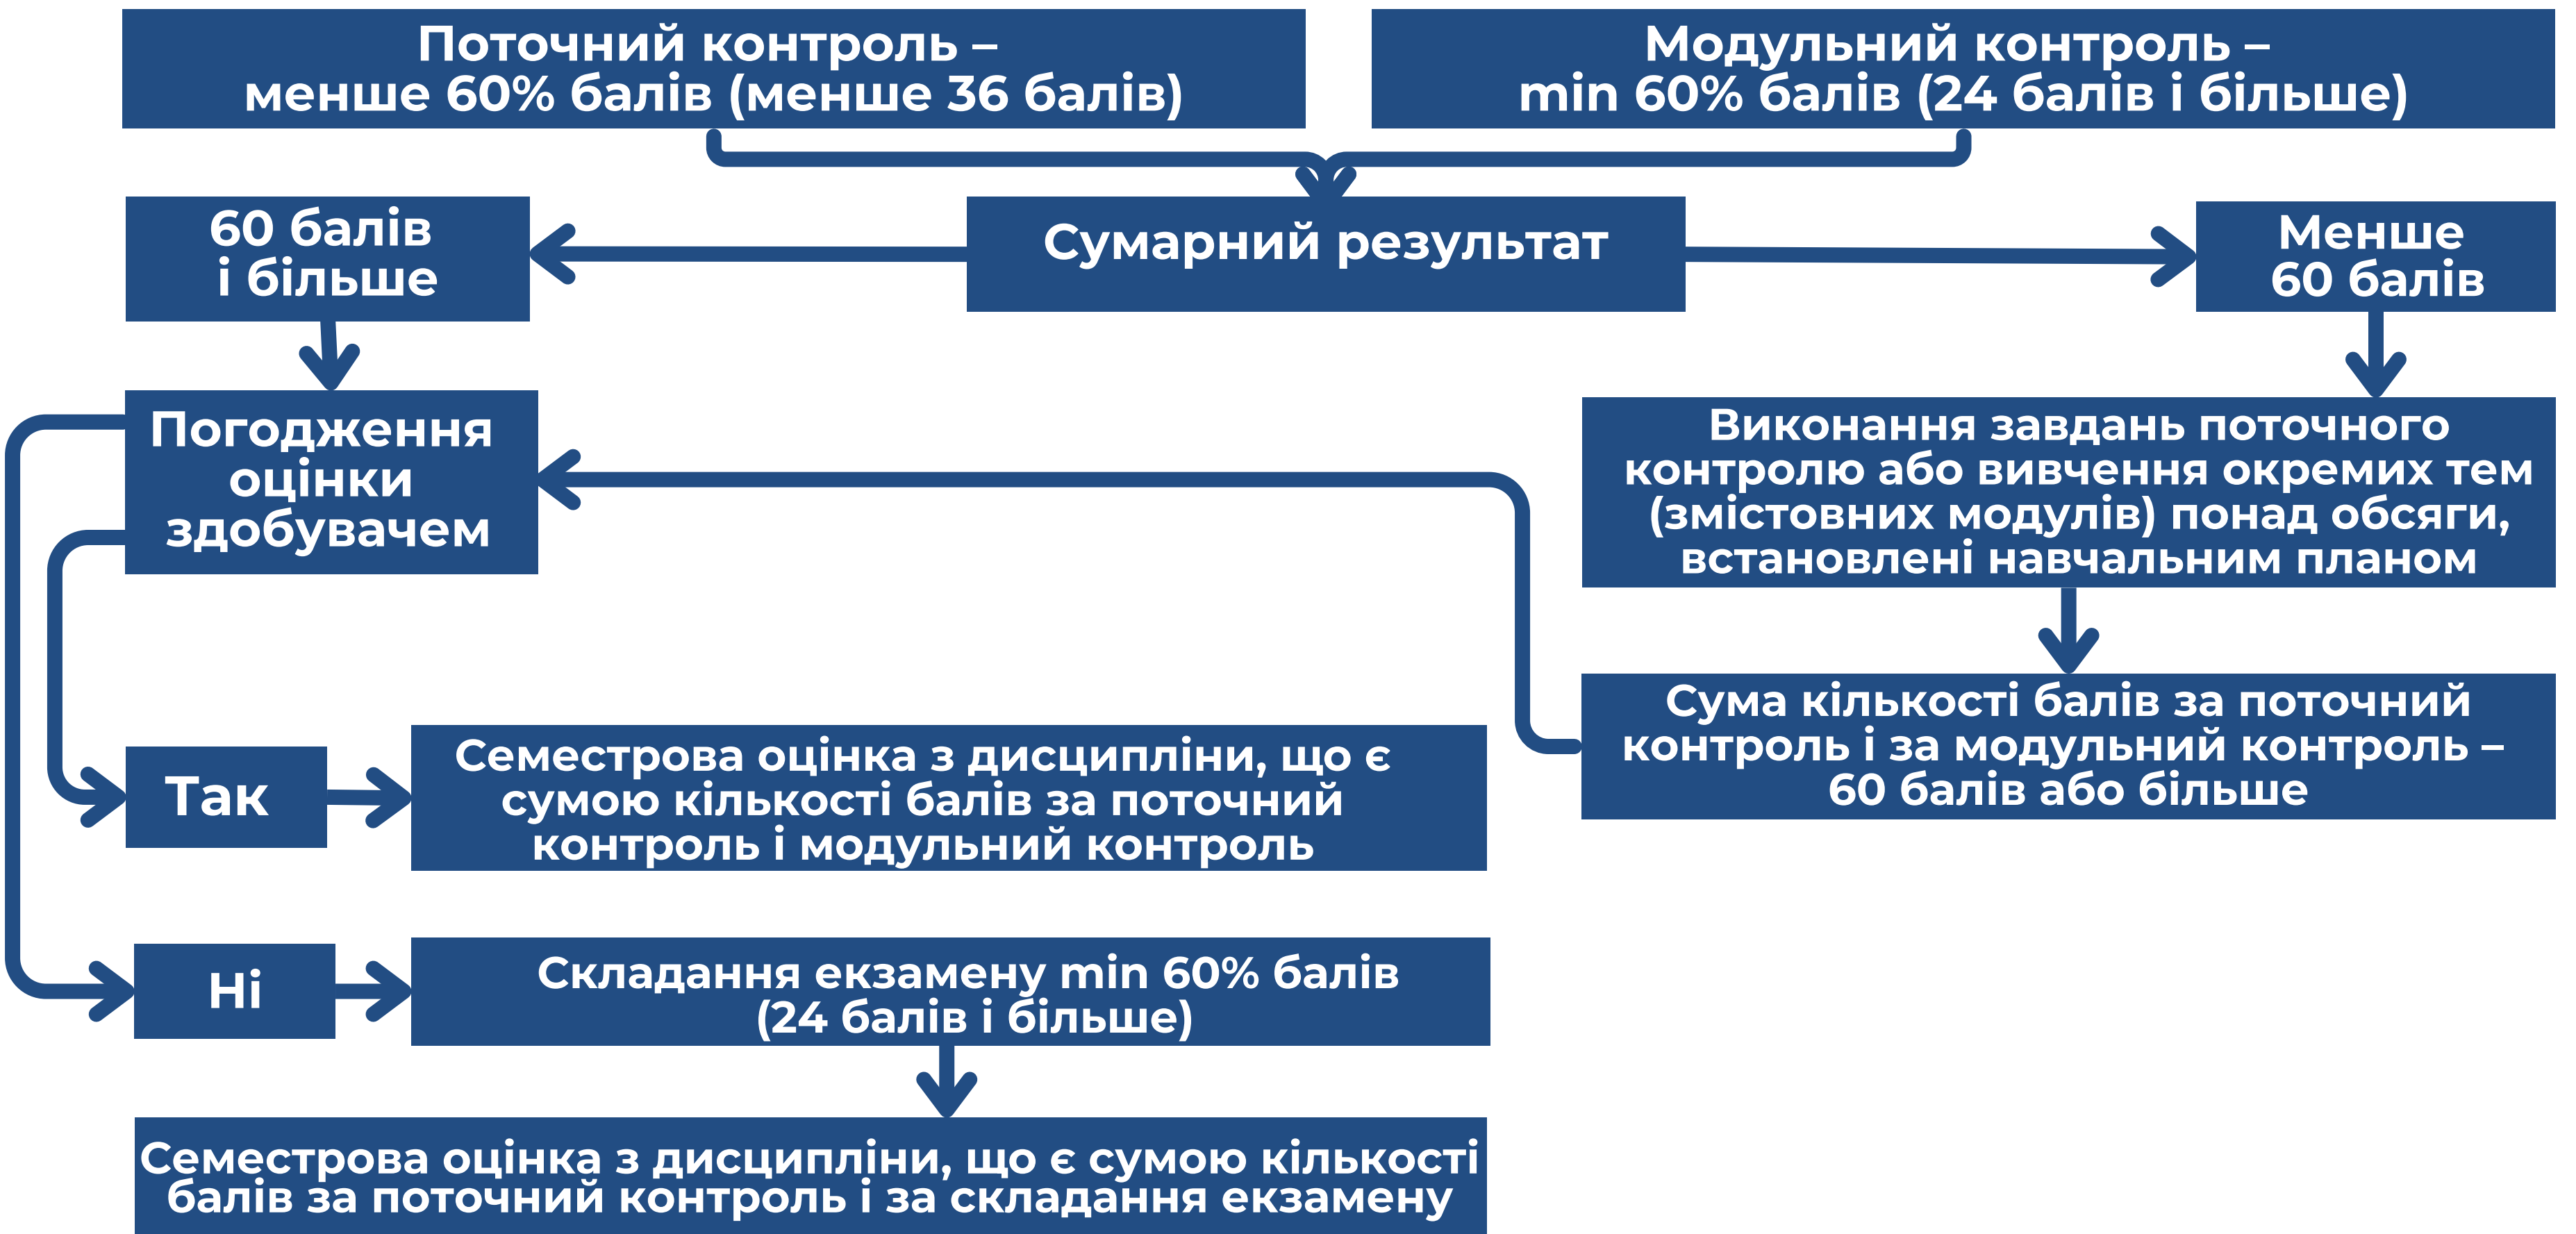 Поточний контроль –
менше 60% балів (менше 36 балів)
Модульний контроль –
min 60% балів (24 балів і більше)
60 балів
і більше
Сумарний результат
Менше
60 балів
Погодження
оцінки
здобувачем
Виконання завдань поточного
контролю або вивчення окремих тем
(змістовних модулів) понад обсяги,
встановлені навчальним планом
Сума кількості балів за поточний
контроль і за модульний контроль –
60 балів або більше
Так
Семестрова оцінка з дисципліни, що є
сумою кількості балів за поточний
контроль і модульний контроль
Ні
Складання екзамену min 60% балів
(24 балів і більше)
Семестрова оцінка з дисципліни, що є сумою кількості
балів за поточний контроль і за складання екзамену